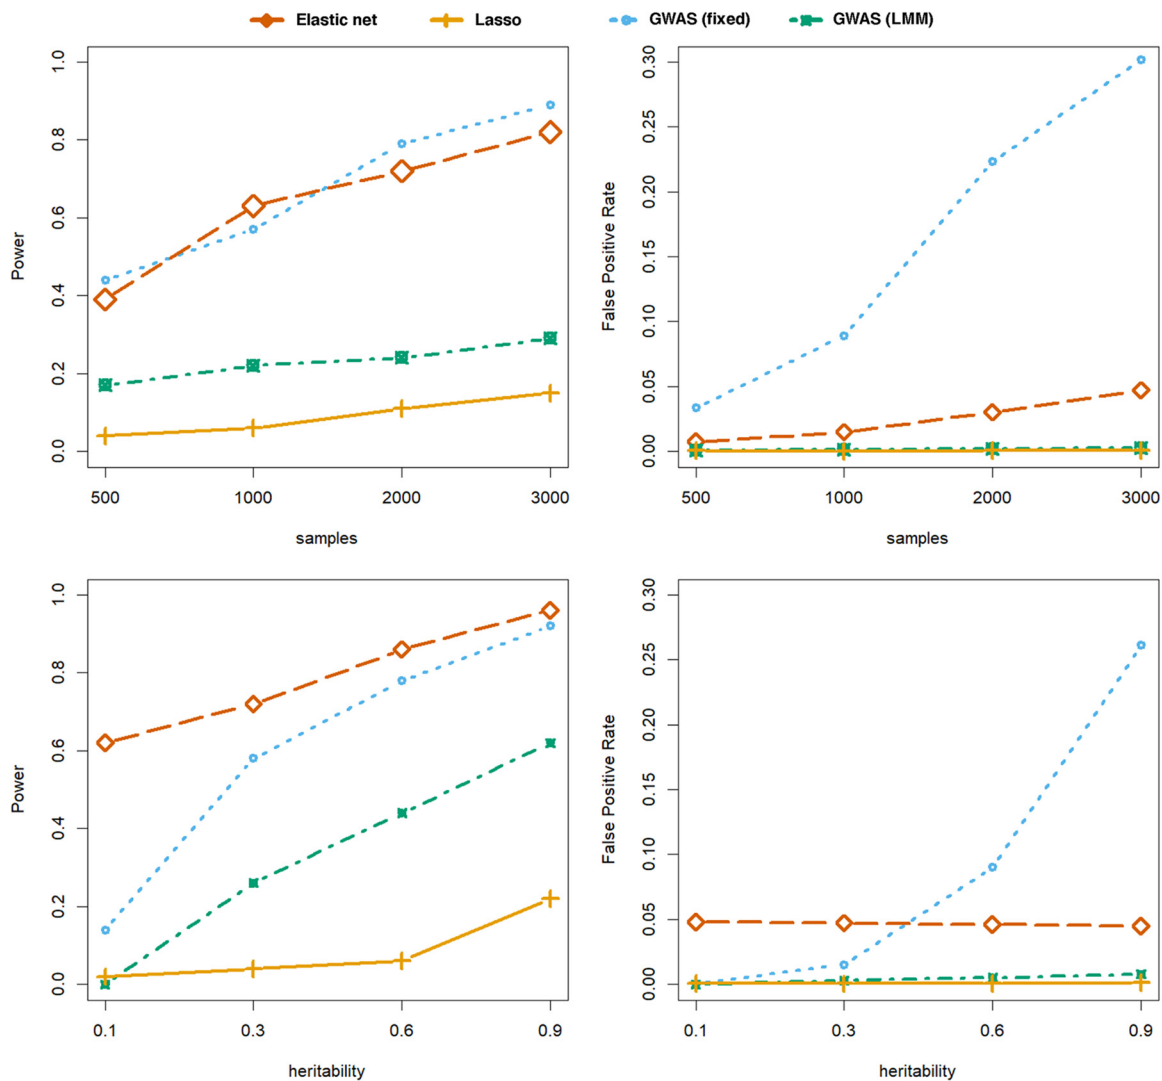 Elastic net Lasso GWAS (fixed) GWAS (LMM)
1.0
0.8
0.6
0.4
0.2
0.0
Power
500 1000 2000 3000
samples
0.30
0.25
0.20
0.15
0.10
0.05
0.00
False Positive Rate
500 1000 2000 3000
samples
1.0
0.8
0.6
0.4
0.2
0.0
Power
0.1 0.3 0.6 0.9
heritability
0.30
0.25
0.20
0.15
0.10
0.05
0.00
False Positive Rate
0.1 0.3 0.6 0.9
heritability